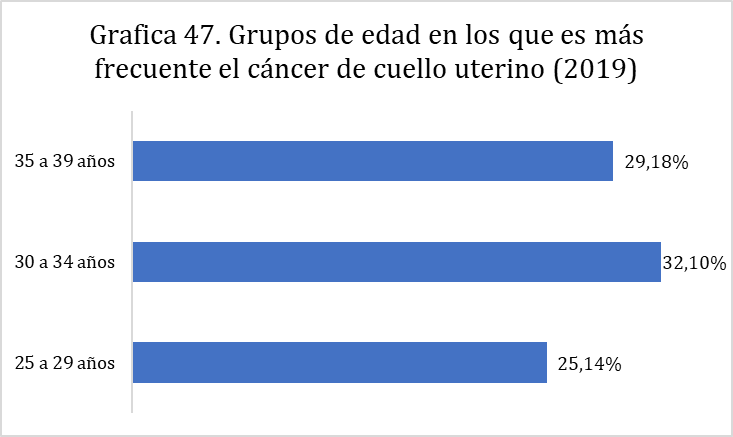 Grafica 47. Grupos de edad en los que es más
frecuente el cáncer de cuello uterino (2019)
35 a 39 años
29,18%
30 a 34 años
32,10%
25 a 29 años
25,14%